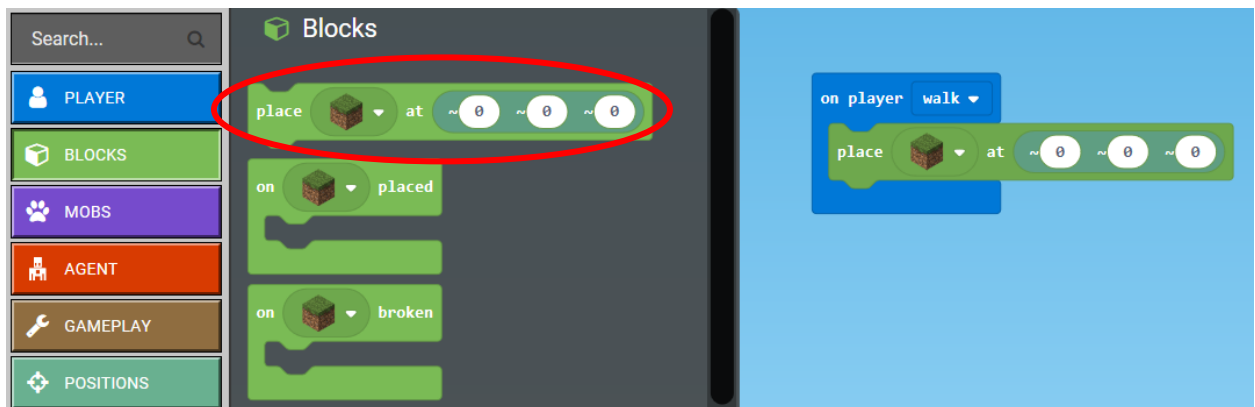 Search...
PLAYER
BLOCKS
MOBS
AGENT
GAMEPLAY
POSITIONS
Blocks
place at ~0 ~0 ~0
on placed
on broken
on player walk
place at ~0 ~0 ~0